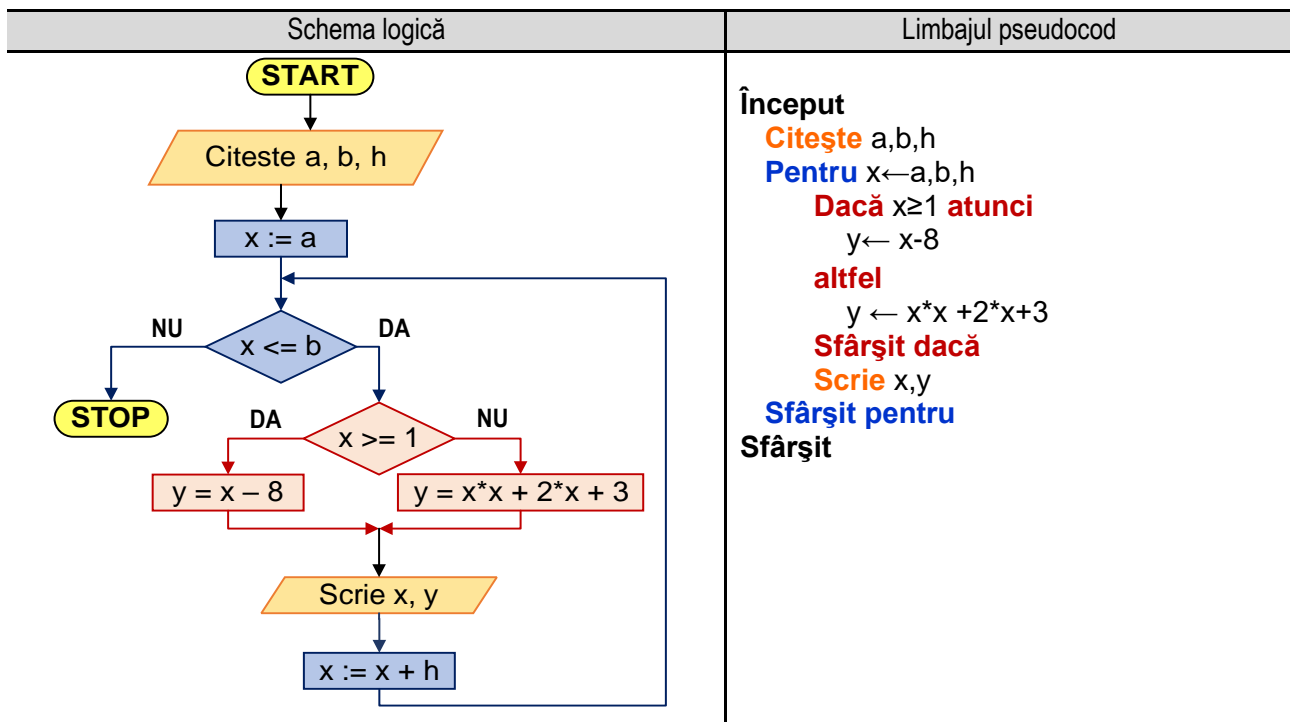 Schema logică
START
Citeste a, b, h
x := a
NU
DA
x <= b
STOP
DA
NU
x >= 1
y = x – 8
y = x*x + 2*x + 3
Scrie x, y
x := x + h
Limbajul pseudocod
Început
Citeşte a,b,h
Pentru x←a,b,h
Dacă x≥1 atunci
y← x-8
altfel
y ← x*x +2*x+3
Sfârşit dacă
Scrie x,y
Sfârşit pentru
Sfârşit